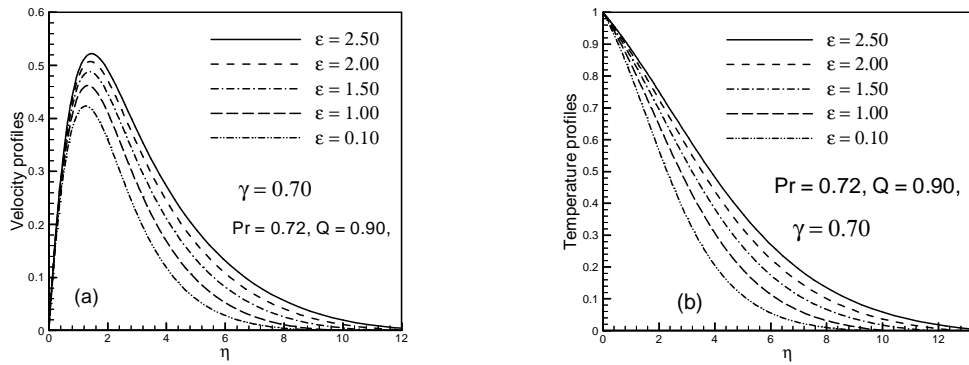 0.6
0.5
0.4
0.3
0.2
0.1
0
Velocity profiles
ε = 2.50
ε = 2.00
ε = 1.50
ε = 1.00
ε = 0.10
γ = 0.70
Pr = 0.72, Q = 0.90,
(a)
0 2 4 6 8 10 12
η
1
0.9
0.8
0.7
0.6
0.5
0.4
0.3
0.2
0.1
0
Temperature profiles
ε = 2.50
ε = 2.00
ε = 1.50
ε = 1.00
ε = 0.10
Pr = 0.72, Q = 0.90,
γ = 0.70
(b)
0 2 4 6 8 10 12
η